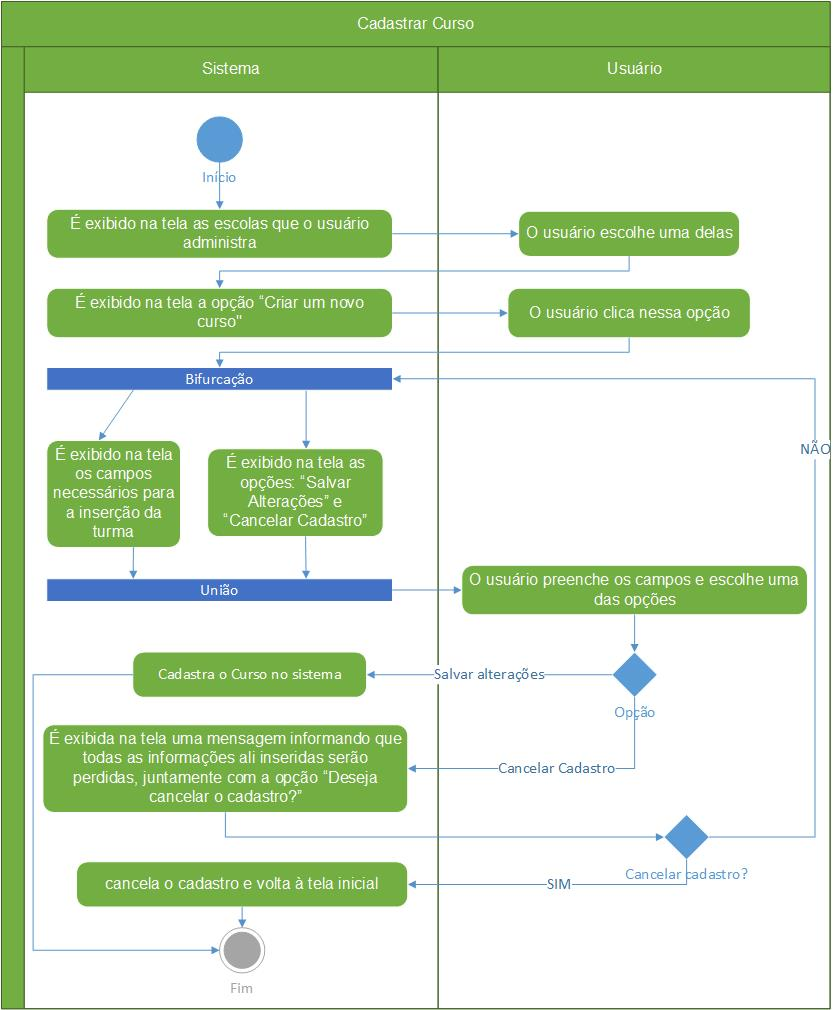 Cadastrar Curso
Sistema
Usuário
Início
É exibido na tela as escolas que o usuário
administra
O usuário escolhe uma delas
É exibido na tela a opção “Criar um novo
curso"
O usuário clica nessa opção
Bifurcação
NÃO
É exibido na tela
os campos
necessários para
a inserção da
turma
É exibido na tela as
opções: “Salvar
Alterações” e
“Cancelar Cadastro”
União
O usuário preenche os campos e escolhe uma
das opções
Cadastra o Curso no sistema
Salvar alterações
Opção
É exibida na tela uma mensagem informando que
todas as informações ali inseridas serão
perdidas, juntamente com a opção “Deseja
cancelar o cadastro?”
Cancelar Cadastro
Cancelar cadastro?
cancela o cadastro e volta à tela inicial
SIM
Fim